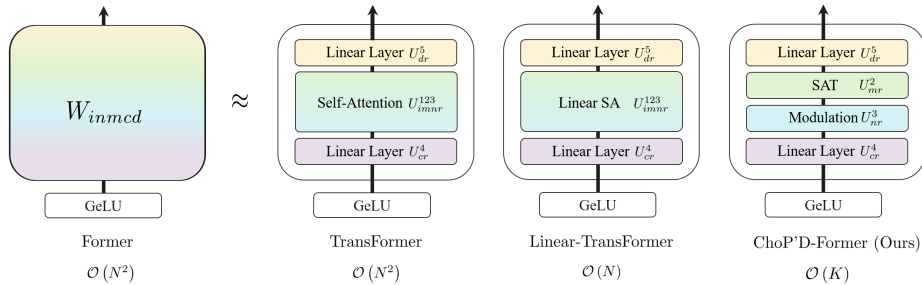 W_{inmcd}
GeLU
Former
O(N²)
≈
Linear Layer U^5_{dr}
Self-Attention U^{123}_{imnr}
Linear Layer U^4_{cr}
GeLU
TransFormer
O(N²)
Linear Layer U^5_{dr}
Linear SA U^{123}_{imnr}
Linear Layer U^4_{cr}
GeLU
Linear-TransFormer
O(N)
Linear Layer U^5_{dr}
SAT U^2_{mr}
Modulation U^3_{nr}
Linear Layer U^4_{cr}
GeLU
ChoP'D-Former (Ours)
O(K)